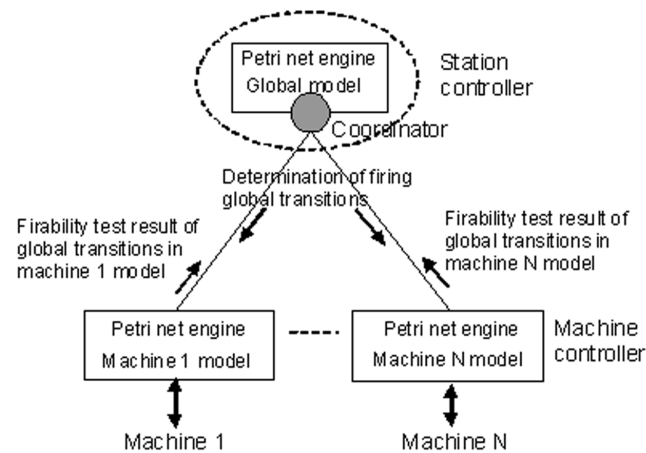 Petri net engine
Global model
Station
controller
Coordinator
Determination of firing
global transitions
Firability test result of
global transitions in
machine 1 model
Firability test result of
global transitions in
machine N model
Petri net engine
Machine 1 model
Petri net engine
Machine N model
Machine
controller
Machine 1
Machine N